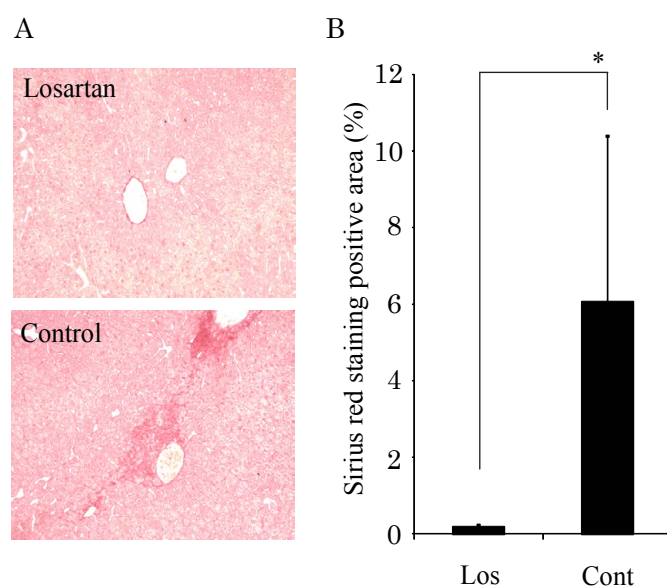 A
Losartan
Control
B
*
Sirius red staining positive area (%)
12
10
8
6
4
2
0
Los Cont